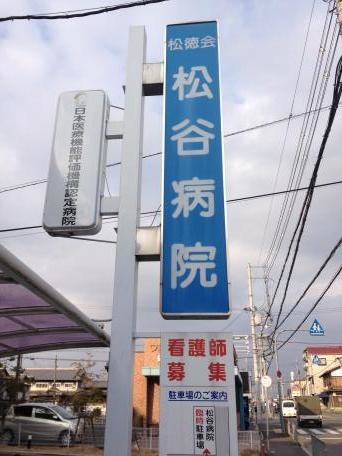 松徳会
松谷病院
日本医療機能評価機構認定病院
看護師
募集
駐車場のご案内
松谷病院
臨時駐車場